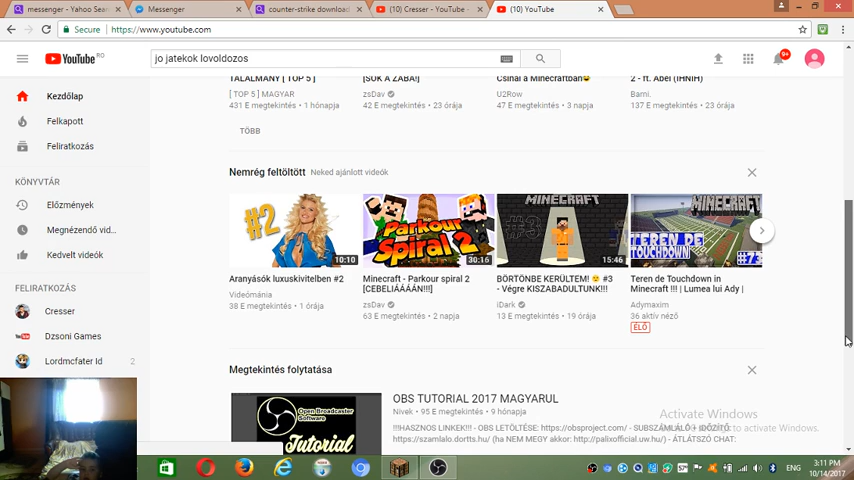 messenger - Yahoo Sear
Messenger
counter-strike download
(10) Cresser - YouTube -
(10) YouTube
Secure
https://www.youtube.com
YouTube RO
jo jatekok lovoldozos
9+
TALÁLMÁNY [ TOP 5 ]
[SOK A ZABA!]
Csinál a Minecraftban
2 - ft. Ábel (IHNIH)
[ TOP 5 ] MAGYAR
zsDav
U2Row
Barni.
431 E megtekintés • 1 hónapja
42 E megtekintés • 23 órája
47 E megtekintés • 3 napja
137 E megtekintés • 23 órája
TÖBB
Kezdőlap
Felkapott
Feliratkozás
KÖNYVTÁR
Előzmények
Megnézendő vid...
Kedvelt videók
FELIRATKOZÁS
Cresser
Dzsoni Games
Lordmcfater Id
2
Nemrég feltöltött
Neked ajánlott videók
#2
10:10
Parkour
Spiral 2
30:16
MINECRAFT
#3
15:46
MINECRAFT
TEREN DE
TOUCHDOWN
#73
Aranyásók luxuskivitelben #2
Videómánia
38 E megtekintés • 1 órája
Minecraft - Parkour spiral 2
[CEBELIÁÁÁÁN!!!]
zsDav
63 E megtekintés • 2 napja
BÖRTÖNBE KERÜLTEM! #3
- Végre KISZABADULTUNK!!!
iDark
13 E megtekintés • 19 órája
Teren de Touchdown in
Minecraft !!! | Lumea lui Ady |
Adymaxim
36 aktív néző
ÉLŐ
Megtekintés folytatása
Open Broadcaster
Software
Tutorial
OBS TUTORIAL 2017 MAGYARUL
Nivek • 95 E megtekintés • 9 hónapja
!!!HASZNOS LINKEK!!! - OBS LETÖLTÉSE: https://obsproject.com/ - SUBSZÁMLÁLÓ + IDŐZÍTŐ:
https://szamlalo.dortts.hu/ (ha NEM MEGY akkor: http://palixofficial.uw.hu/) - ÁTLÁTSZÓ CHAT:
Activate Windows
to activate Windows.
ENG
3:11 PM
10/14/2017